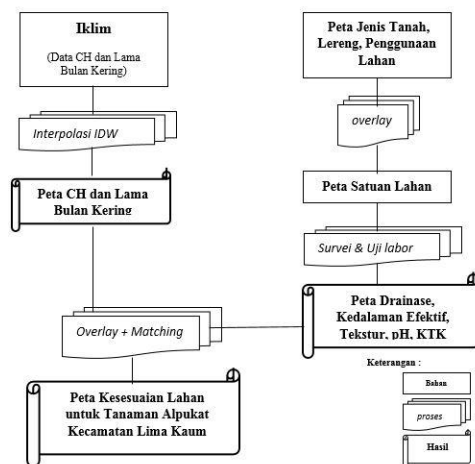 Iklim
(Data CH dan Lama
Bulan Kering)
Interpolasi IDW
Peta CH dan Lama
Bulan Kering
Peta Jenis Tanah,
Lereng, Penggunaan
Lahan
overlay
Peta Satuan Lahan
Survei & Uji labor
Peta Drainase,
Kedalaman Efektif,
Tekstur, pH, KTK
Overlay + Matching
Peta Kesesuaian Lahan
untuk Tanaman Alpukat
Kecamatan Lima Kaum
Keterangan :
Bahan
proses
Hasil